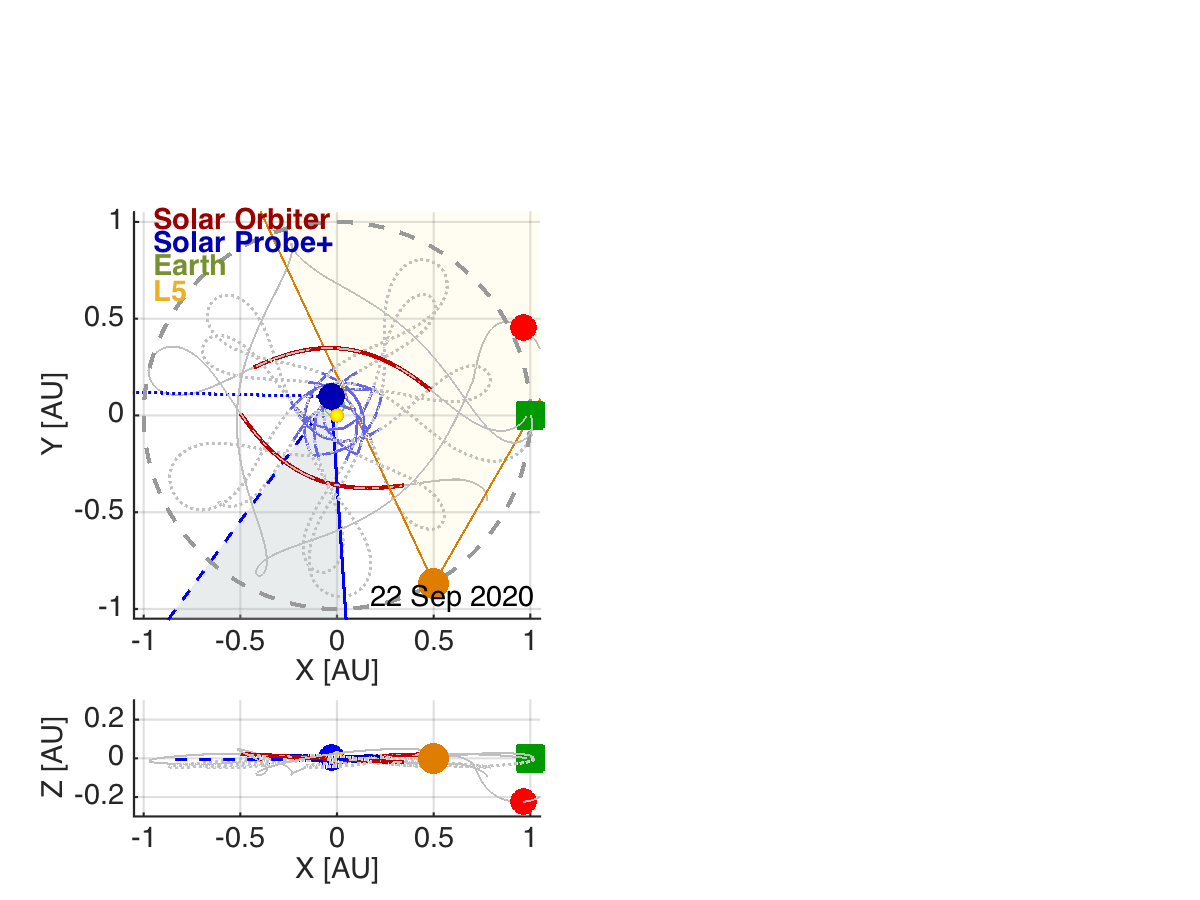 Solar Orbiter
Solar Probe+
Earth
L5
1
0.5
0
-0.5
-1
Y [AU]
22 Sep 2020
-1
-0.5
0
0.5
1
X [AU]
0.2
0
-0.2
Z [AU]
-1
-0.5
0
0.5
1
X [AU]